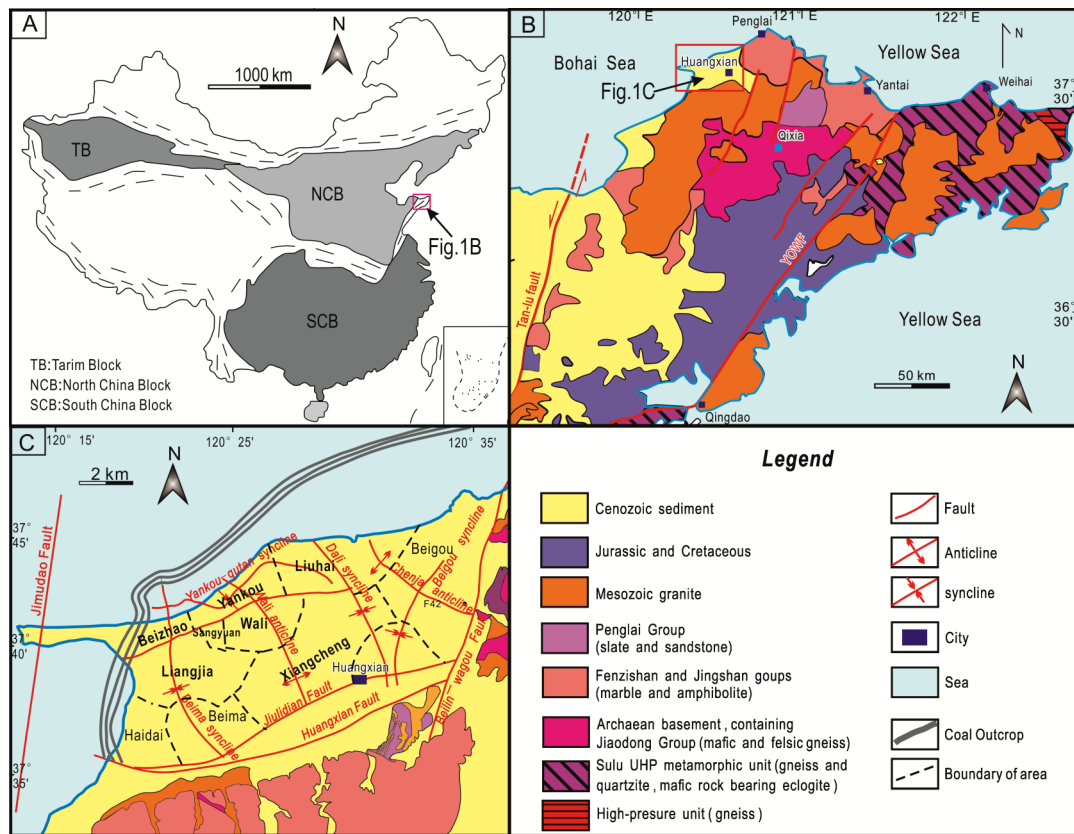 A
N
1000 km
TB
NCB
Fig.1B
SCB
TB:Tarim Block
NCB:North China Block
SCB:South China Block
B
120° E
121° E
122° E
Penglai
Bohai Sea
Yellow Sea
N
Huangxian
Fig.1C
Yantai
Weihai
37°
30'
Qixia
Tan-lu fault
YQWF
36°
30'
Yellow Sea
50 km
N
Qingdao
C
120° 15'
120° 25'
120° 35'
2 km
N
37°
45'
Jimudao Fault
Yankou-qutan syncline
Liuhai
Dali syncline
Beigou
Beigou syncline
Chenjia anticline
Yankou
F42
Beizhao
Sangyuan
Wali
Wali anticline
37°
40'
Liangjia
Xiangcheng
Huangxian
Jiulidian Fault
Beima
Beima syncline
Haidai
Huangxian Fault
Beilin-wagou Fault
37°
35'
Legend
Cenozoic sediment
Jurassic and Cretaceous
Mesozoic granite
Penglai Group
(slate and sandstone)
Fenzishan and Jingshan goups
(marble and amphibolite)
Archaean basement, containing
Jiaodong Group (mafic and felsic gneiss)
Sulu UHP metamorphic unit (gneiss and
quartzite, mafic rock bearing eclogite)
High-presure unit (gneiss)
Fault
Anticline
syncline
City
Sea
Coal Outcrop
Boundary of area